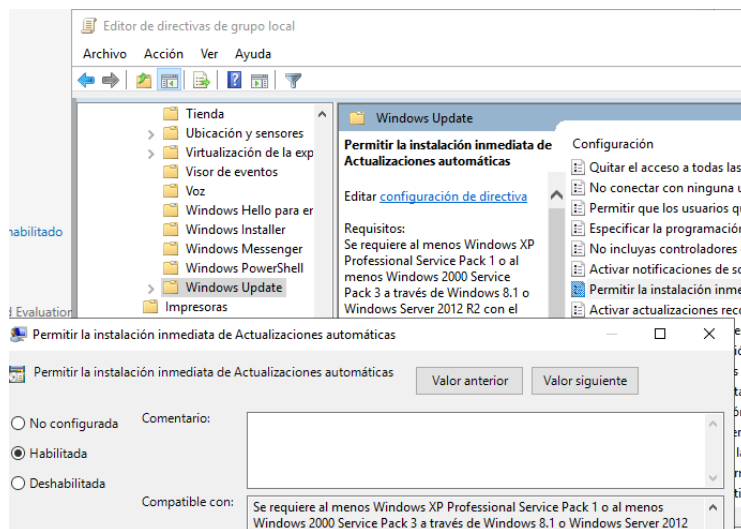 Editor de directivas de grupo local
Archivo Acción Ver Ayuda
Tienda
Ubicación y sensores
Virtualización de la exp
Visor de eventos
Voz
Windows Hello para er
Windows Installer
Windows Messenger
Windows PowerShell
Windows Update
Impresoras
nabilitado
d Evaluation
Windows Update
Permitir la instalación inmediata de
Actualizaciones automáticas
Editar configuración de directiva
Requisitos:
Se requiere al menos Windows XP
Professional Service Pack 1 o al
menos Windows 2000 Service
Pack 3 a través de Windows 8.1 o
Windows Server 2012 R2 con el
Configuración
Quitar el acceso a todas las
No conectar con ninguna u
Permitir que los usuarios qu
Especificar la programación
No incluyas controladores
Activar notificaciones de so
Permitir la instalación inme
Activar actualizaciones reco
Permitir la instalación inmediata de Actualizaciones automáticas
Permitir la instalación inmediata de Actualizaciones automáticas
Valor anterior Valor siguiente
No configurada
Habilitada
Deshabilitada
Comentario:
Compatible con:
Se requiere al menos Windows XP Professional Service Pack 1 o al menos
Windows 2000 Service Pack 3 a través de Windows 8.1 o Windows Server 2012